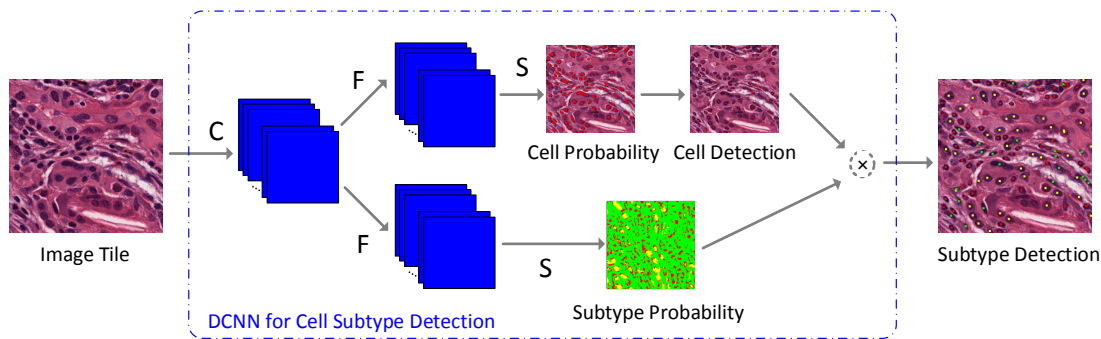 F
S
C
Cell Probability
Cell Detection
×
Image Tile
F
S
Subtype Detection
Subtype Probability
DCNN for Cell Subtype Detection